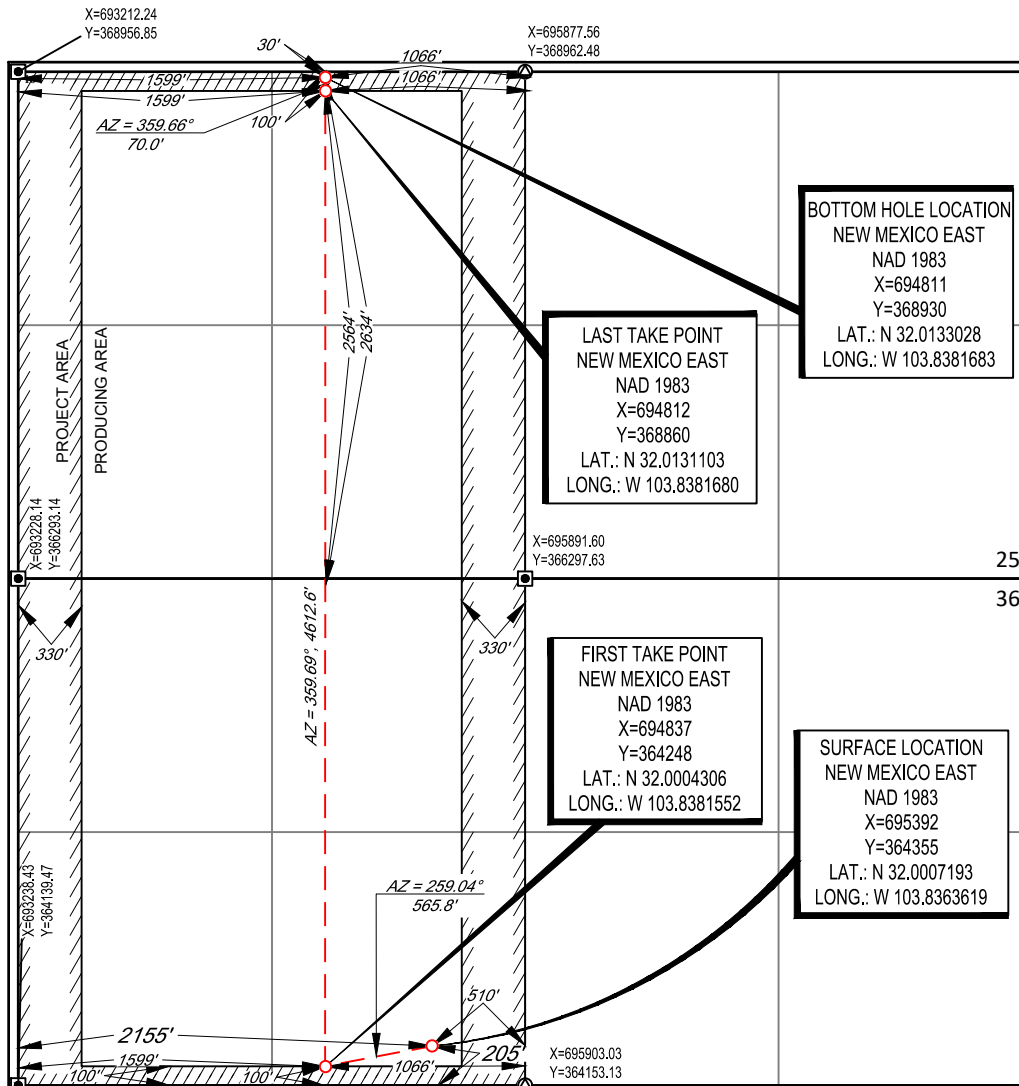 X=693212.24
Y=368956.85
X=695877.56
Y=368962.48
30'
1066'
1599'
1066'
1599'
AZ = 359.66°
70.0'
100'
BOTTOM HOLE LOCATION
NEW MEXICO EAST
NAD 1983
X=694811
Y=368930
LAT.: N 32.0133028
LONG.: W 103.8381683
LAST TAKE POINT
NEW MEXICO EAST
NAD 1983
X=694812
Y=368860
LAT.: N 32.0131103
LONG.: W 103.8381680
2564'
2634'
PROJECT AREA
PRODUCING AREA
X=693228.14
Y=366293.14
X=695891.60
Y=366297.63
25
36
330'
330'
AZ = 359.69°, 4612.6'
FIRST TAKE POINT
NEW MEXICO EAST
NAD 1983
X=694837
Y=364248
LAT.: N 32.0004306
LONG.: W 103.8381552
SURFACE LOCATION
NEW MEXICO EAST
NAD 1983
X=695392
Y=364355
LAT.: N 32.0007193
LONG.: W 103.8363619
X=693238.43
Y=364139.47
AZ = 259.04°
565.8'
510'
2155'
205'
1599'
1066'
100'
100'
X=695903.03
Y=364153.13